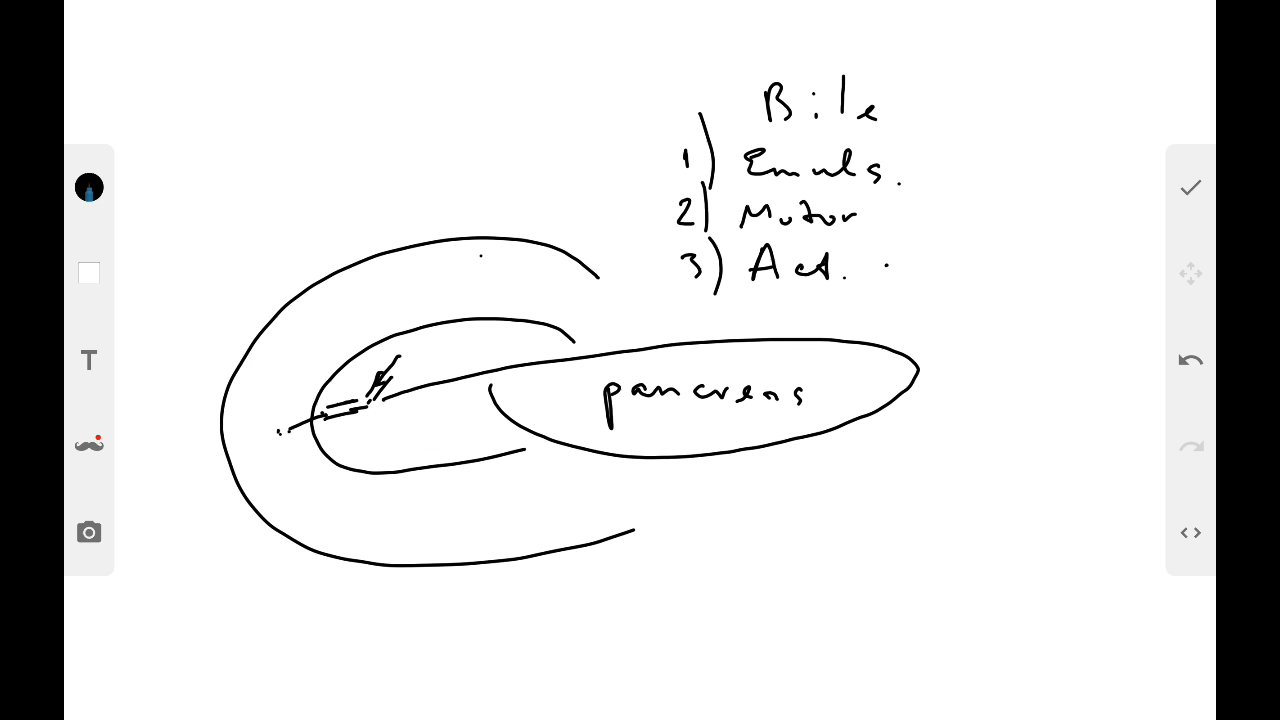 Bile
1) Emuls.
2) Motor
3) Act.
pancreas
T